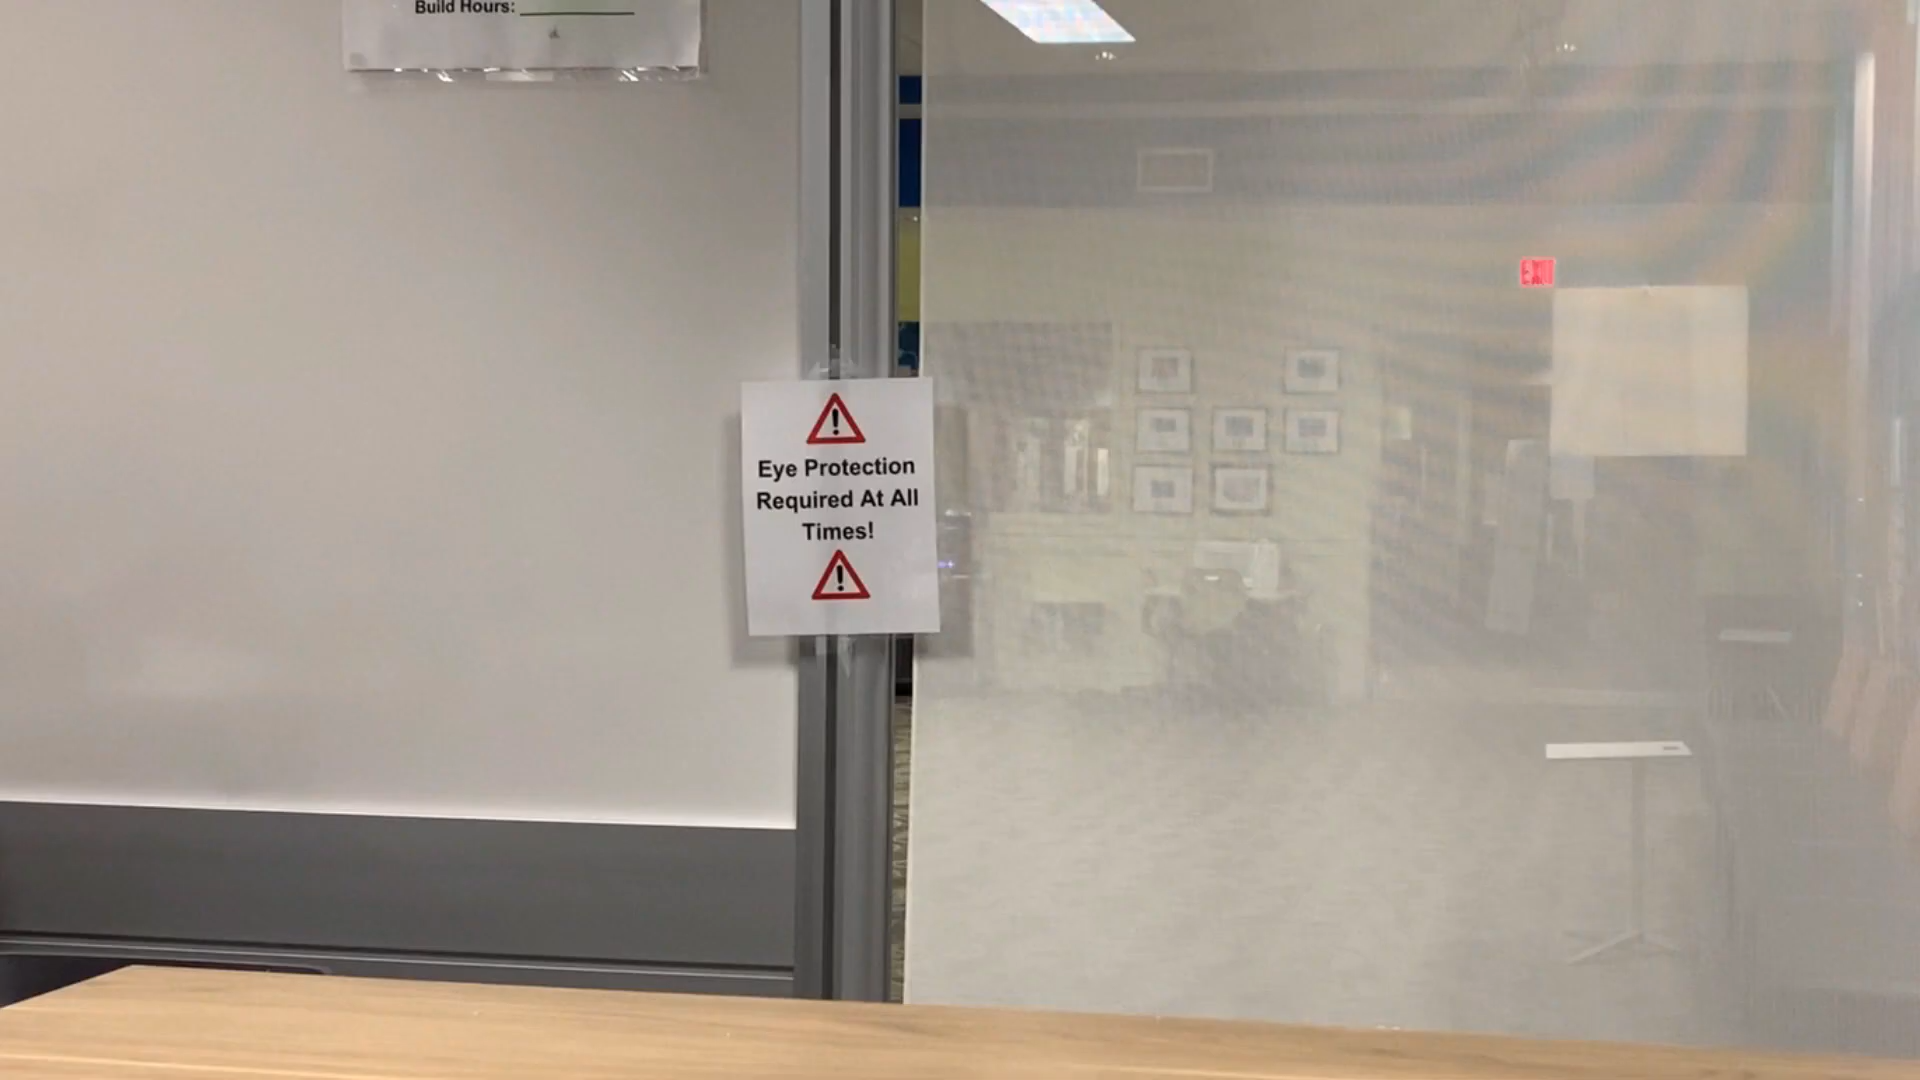 Build Hours:
Eye Protection
Required At All
Times!
EXIT